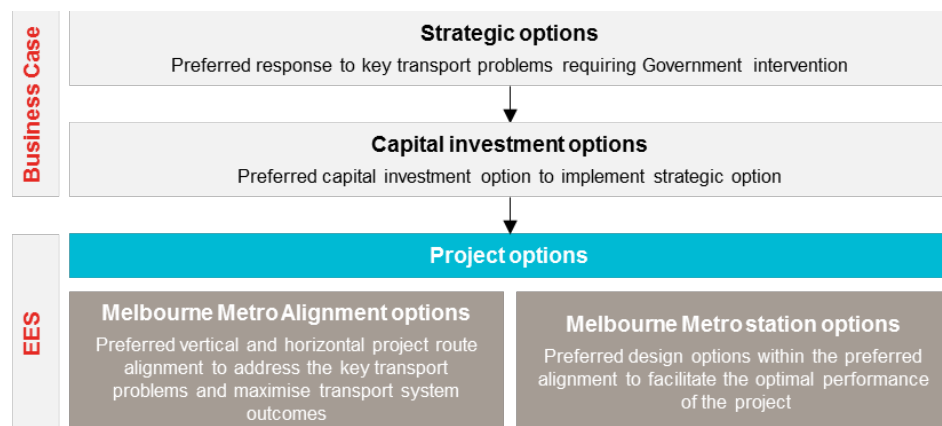 Business Case
Strategic options
Preferred response to key transport problems requiring Government intervention
Capital investment options
Preferred capital investment option to implement strategic option
EES
Project options
Melbourne Metro Alignment options
Preferred vertical and horizontal project route
alignment to address the key transport
problems and maximise transport system
outcomes
Melbourne Metro station options
Preferred design options within the preferred
alignment to facilitate the optimal performance
of the project